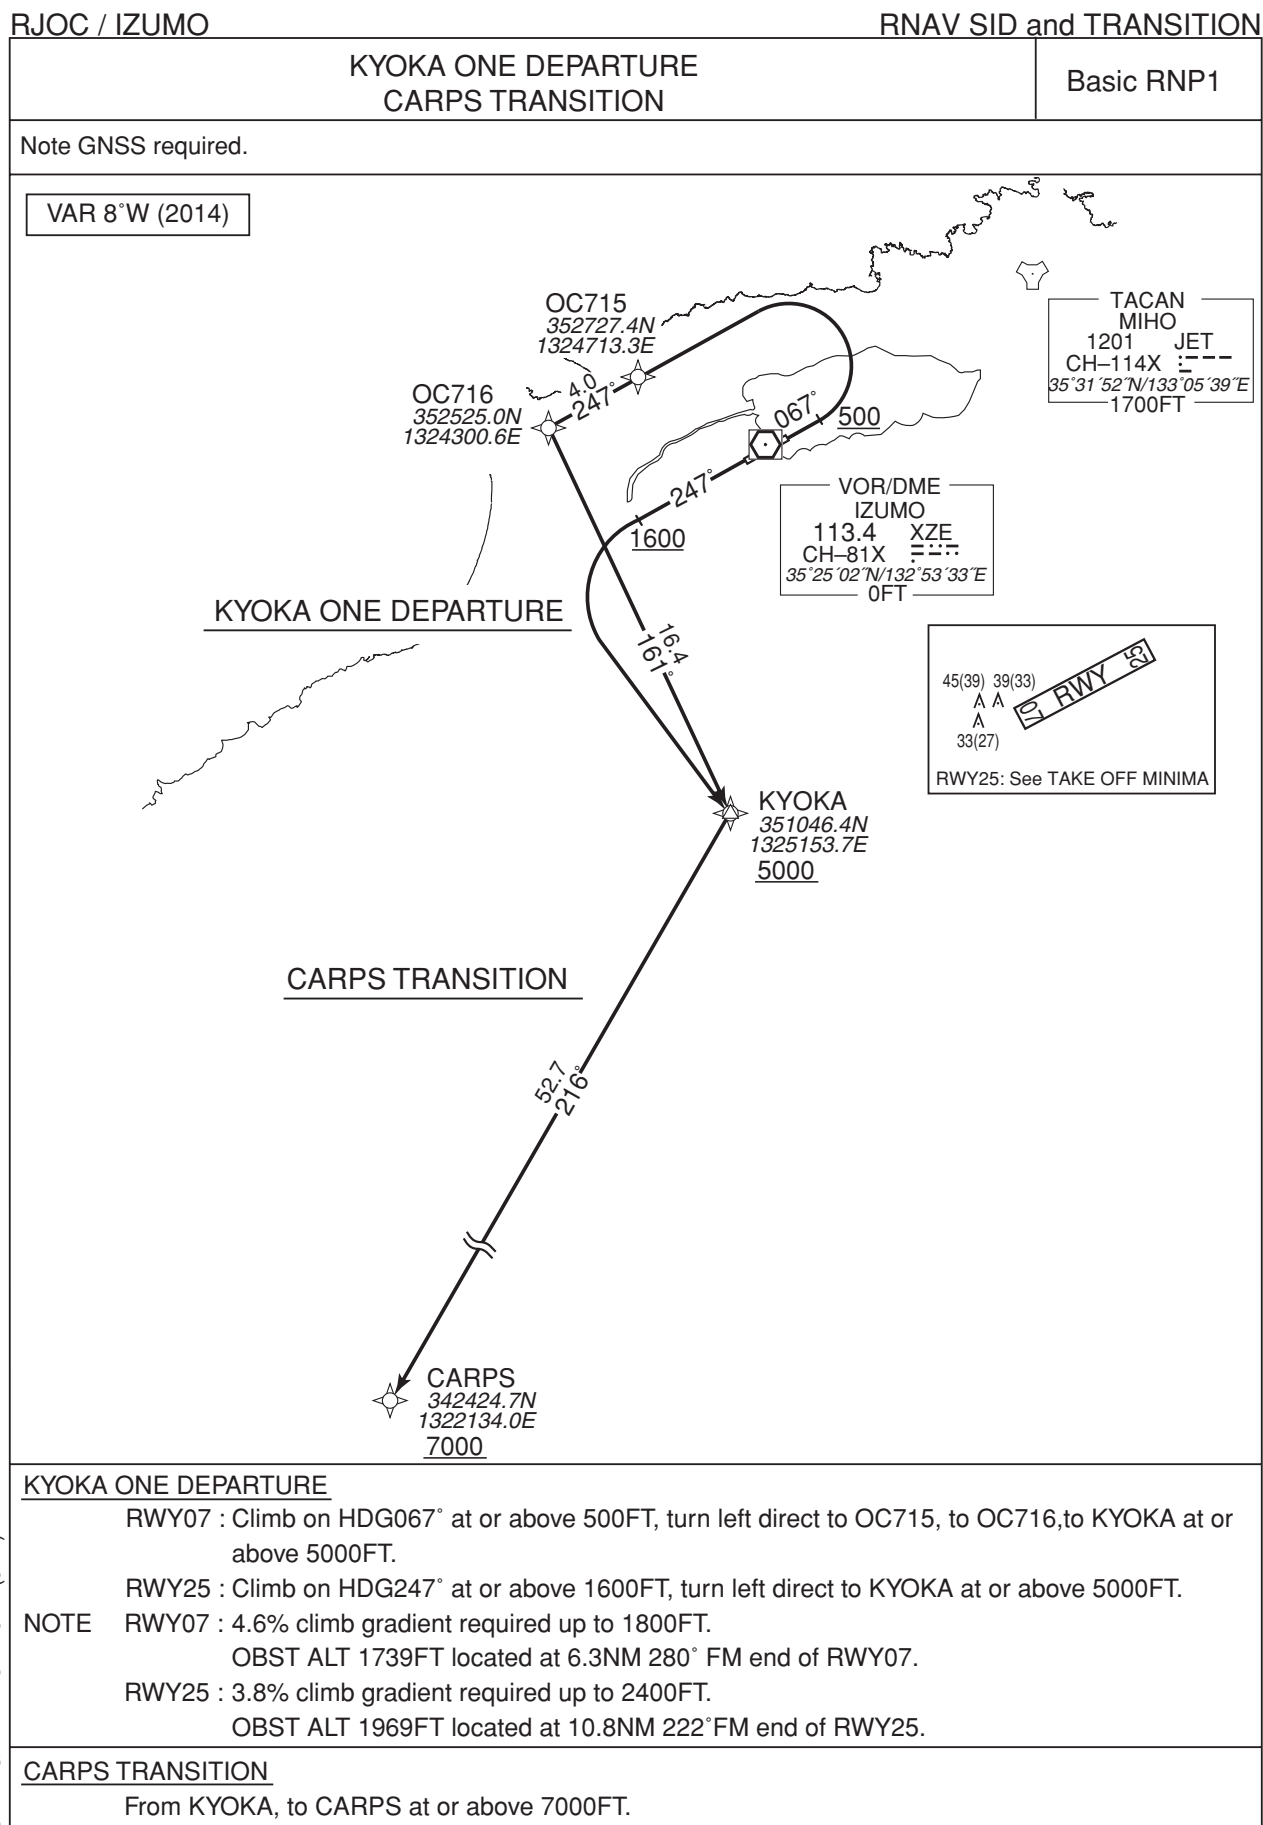 RJOC / IZUMO
RNAV SID and TRANSITION
KYOKA ONE DEPARTURE
CARPS TRANSITION
Basic RNP1
Note GNSS required.
VAR 8˚W (2014)
OC715
352727.4N
1324713.3E
OC716
352525.0N
1324300.6E
4.0
247˚
067˚
500
247˚
1600
TACAN
MIHO
1201 JET
CH–114X
35˚31´52˝N/133˚05´39˝E
1700FT
VOR/DME
IZUMO
113.4 XZE
CH–81X
35˚25´02˝N/132˚53´33˝E
0FT
KYOKA ONE DEPARTURE
16.4
161˚
45(39) 39(33)
33(27)
07 RWY 25
RWY25: See TAKE OFF MINIMA
KYOKA
351046.4N
1325153.7E
5000
CARPS TRANSITION
52.7
216˚
CARPS
342424.7N
1322134.0E
7000
KYOKA ONE DEPARTURE
RWY07 : Climb on HDG067˚ at or above 500FT, turn left direct to OC715, to OC716,to KYOKA at or
above 5000FT.
RWY25 : Climb on HDG247˚ at or above 1600FT, turn left direct to KYOKA at or above 5000FT.
NOTE RWY07 : 4.6% climb gradient required up to 1800FT.
OBST ALT 1739FT located at 6.3NM 280˚ FM end of RWY07.
RWY25 : 3.8% climb gradient required up to 2400FT.
OBST ALT 1969FT located at 10.8NM 222˚FM end of RWY25.
CARPS TRANSITION
From KYOKA, to CARPS at or above 7000FT.